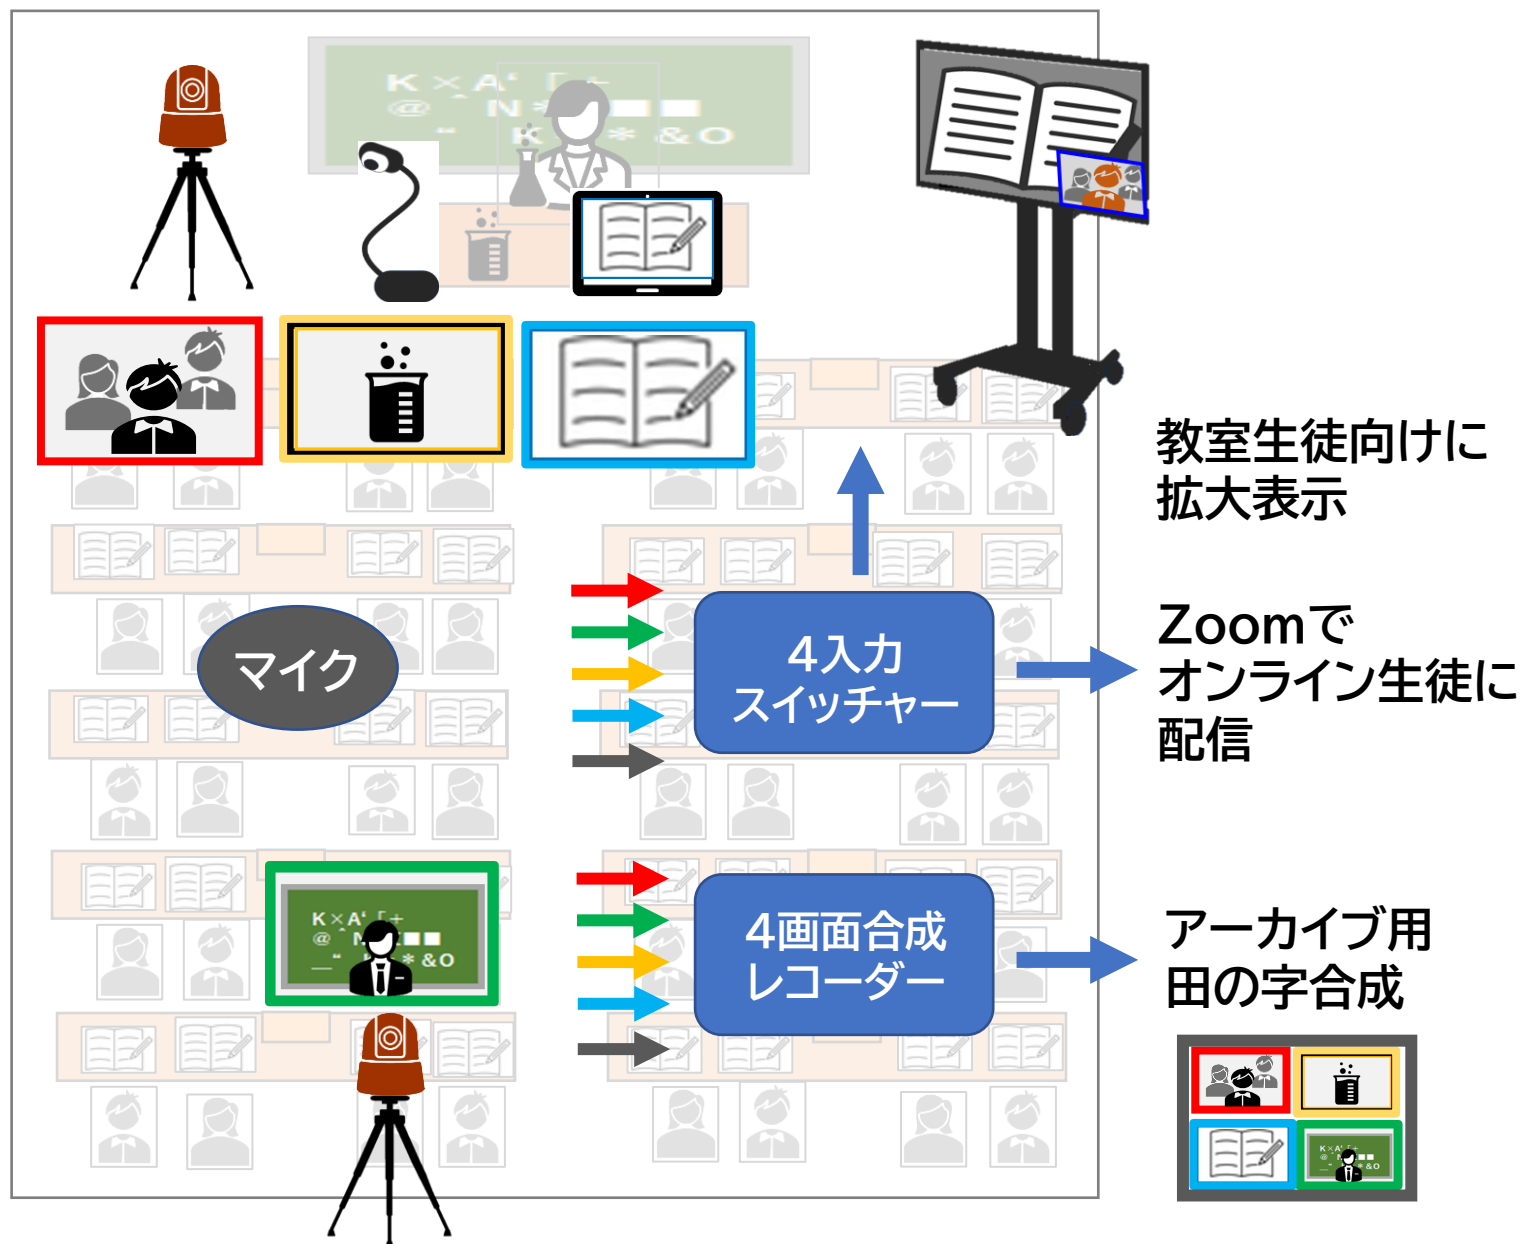 K×A‘「+
@ ＾ N * ■■
K * &O
教室生徒向けに
拡大表示
マイク
4入力
スイッチャー
Zoomで
オンライン生徒に
配信
K×A‘「+
@ ＾ N ■■
_“ * &O
4画面合成
レコーダー
アーカイブ用
田の字合成
K×A‘「+
@ ＾ N ■■
* &O